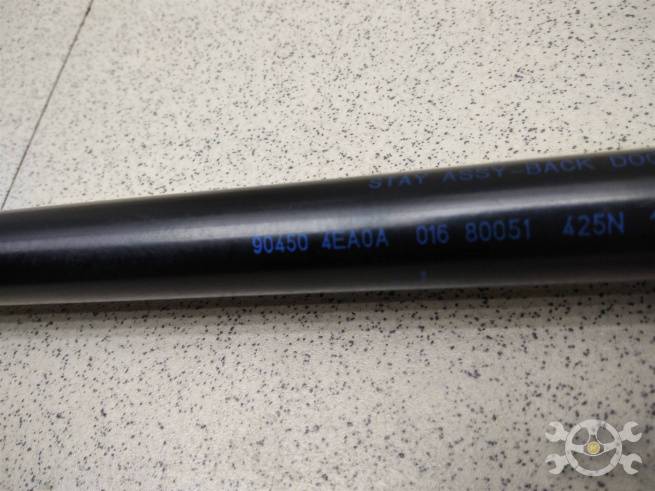 STAY ASSY-BACK DOO
90450 4EA0A 016 80051 425N